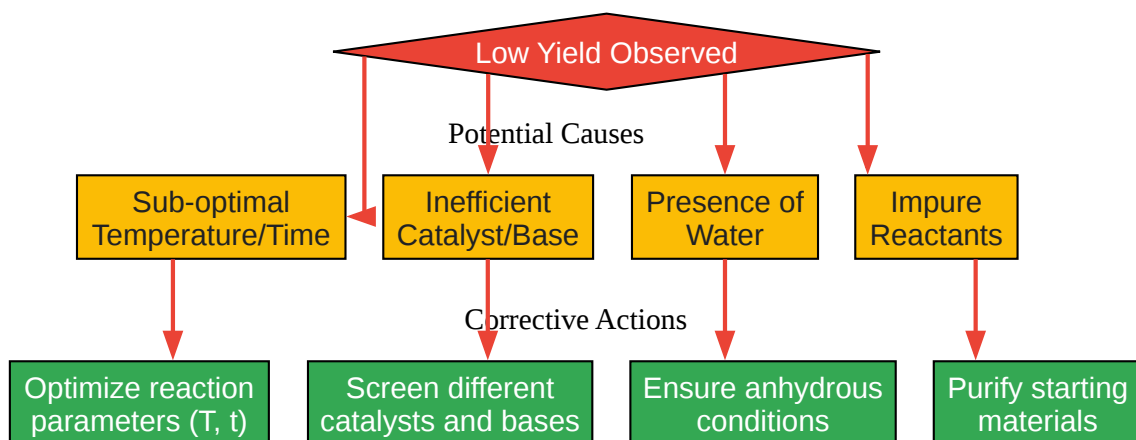 Low Yield Observed
Potential Causes
Sub-optimal
Temperature/Time
Inefficient
Catalyst/Base
Presence of
Water
Impure
Reactants
Corrective Actions
Optimize reaction
parameters (T, t)
Screen different
catalysts and bases
Ensure anhydrous
conditions
Purify starting
materials